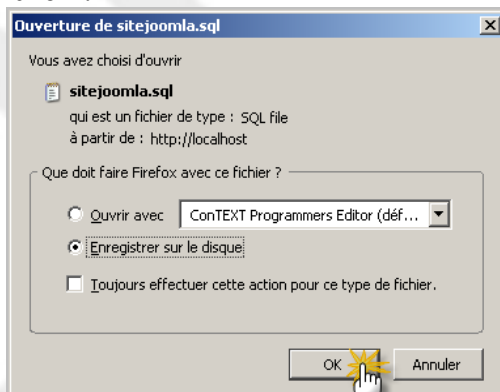 Ouverture de sitejoomla.sql
Vous avez choisi d'ouvrir
sitejoomla.sql
qui est un fichier de type : SQL file
à partir de : http://localhost
Que doit faire Firefox avec ce fichier ?
Ouvrir avec ConTEXT Programmers Editor (déf...
Enregistrer sur le disque
Toujours effectuer cette action pour ce type de fichier.
OK Annuler